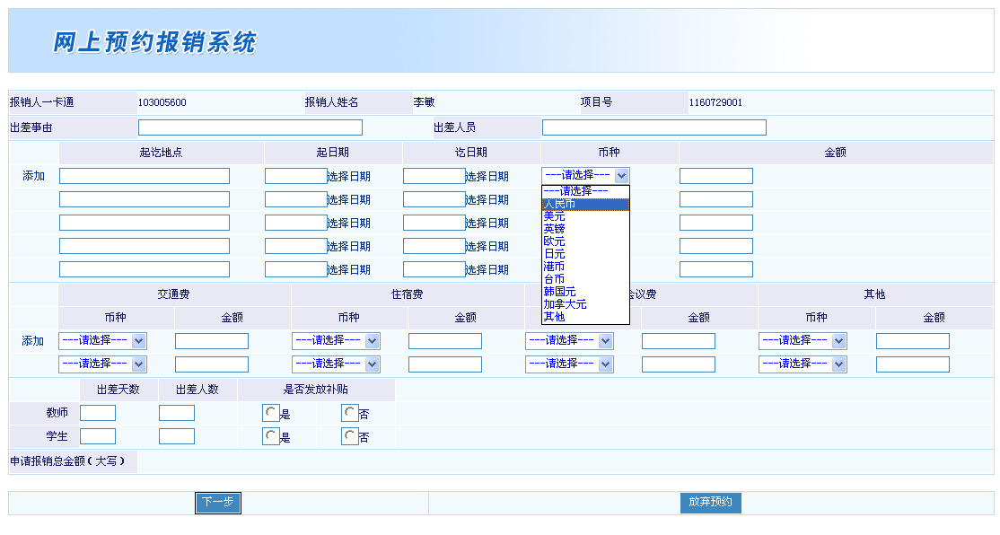 网上预约报销系统
报销人一卡通 103005600 报销人姓名 李敏 项目号 1160729001
出差事由 出差人员
起讫地点 起日期 讫日期 币种 金额
添加 选择日期 选择日期 ---请选择---
---请选择---
选择日期 选择日期 人民币
美元
选择日期 选择日期 英镑
欧元
选择日期 选择日期 日元
港币
选择日期 选择日期 台币
交通费 住宿费 韩国元 会议费 其他
加拿大元
币种 金额 币种 金额 其他 金额 币种 金额
添加 ---请选择--- ---请选择--- ---请选择--- ---请选择---
---请选择--- ---请选择--- ---请选择--- ---请选择---
出差天数 出差人数 是否发放补贴
教师 是 否
学生 是 否
申请报销总金额(大写)
下一步 放弃预约